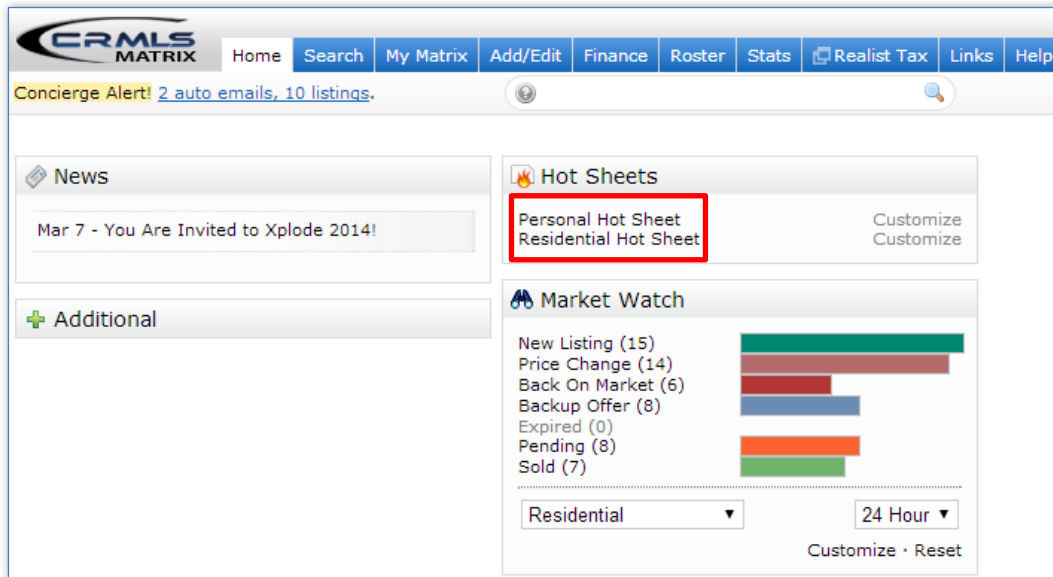 CRMLS
MATRIX
Home Search My Matrix Add/Edit Finance Roster Stats Realist Tax Links Help
Concierge Alert! 2 auto emails, 10 listings.
News
Mar 7 - You Are Invited to Xplode 2014!
Additional
Hot Sheets
Personal Hot Sheet Customize
Residential Hot Sheet Customize
Market Watch
New Listing (15)
Price Change (14)
Back On Market (6)
Backup Offer (8)
Expired (0)
Pending (8)
Sold (7)
Residential 24 Hour
Customize · Reset